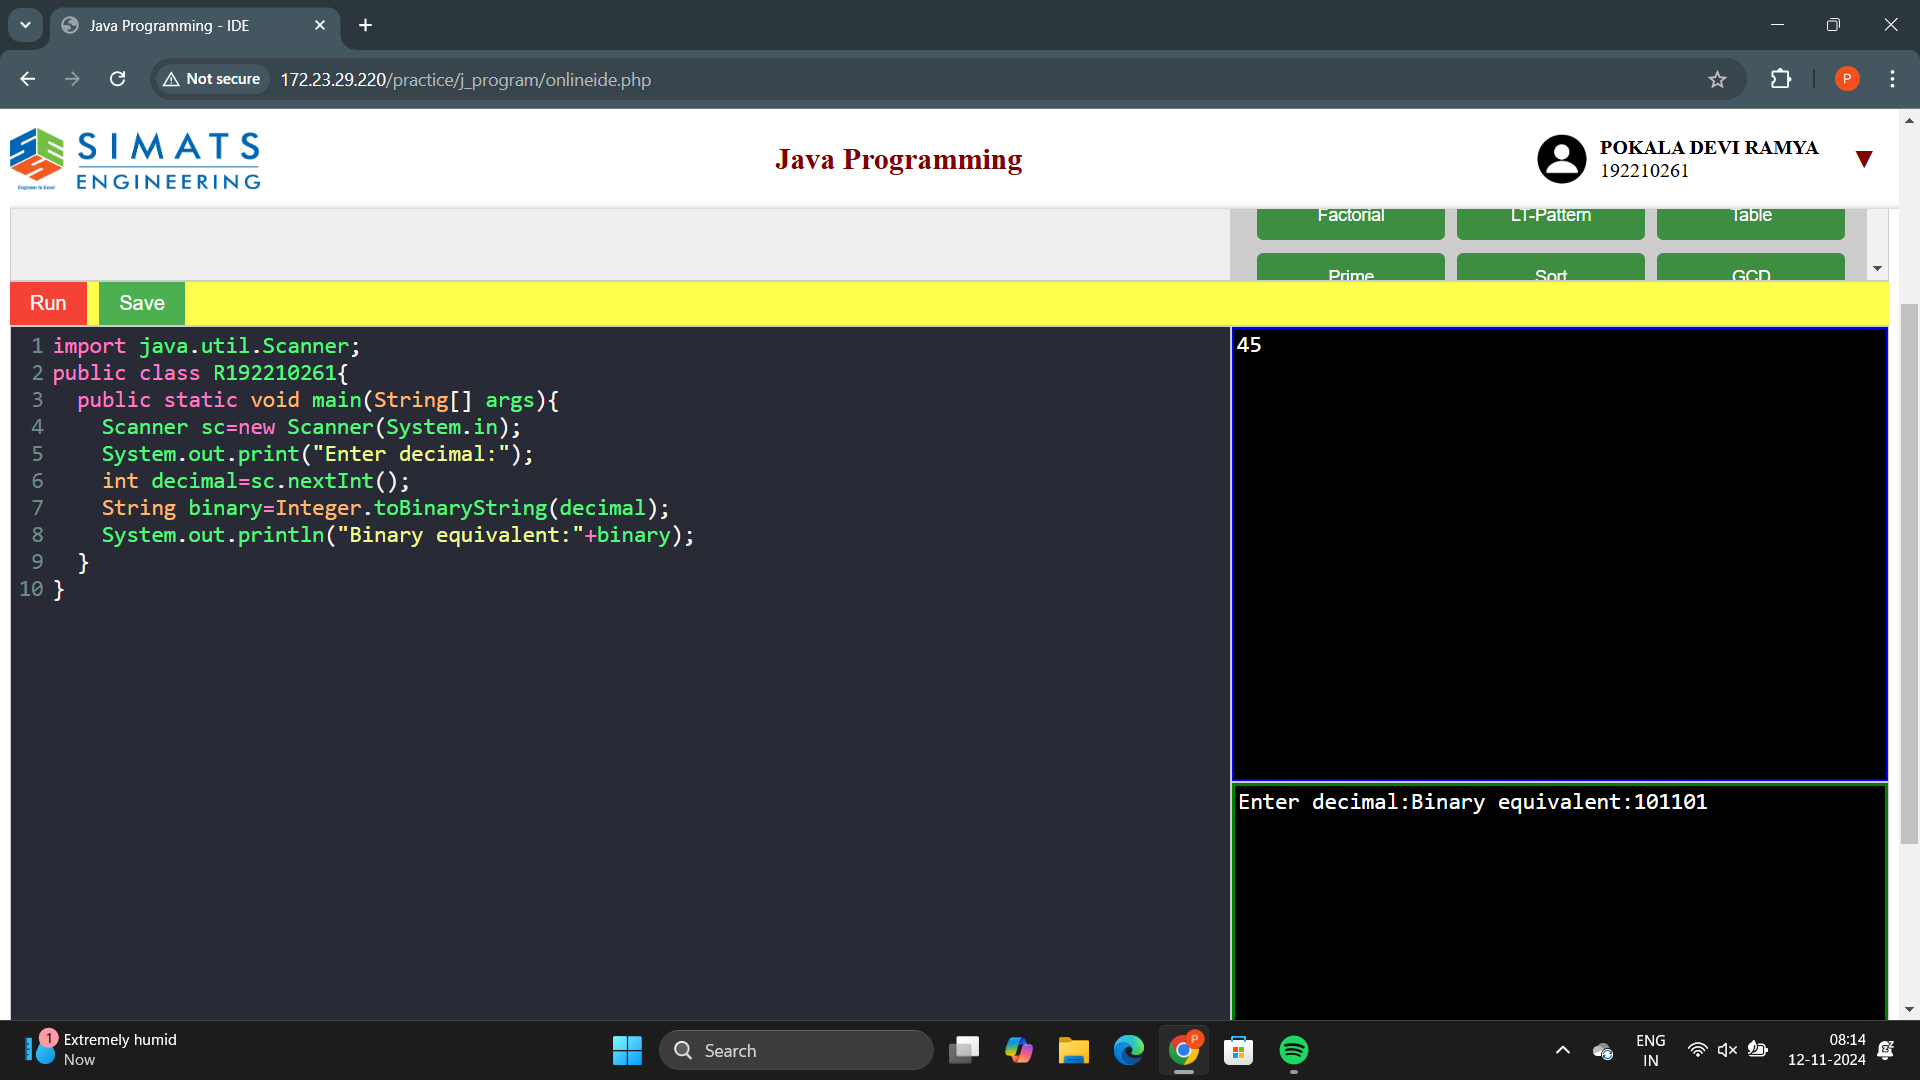 Java Programming - IDE
Not secure
172.23.29.220/practice/j_program/onlineide.php
P
SIMATS
ENGINEERING
Engineer to Excel
Java Programming
POKALA DEVI RAMYA
192210261
Factorial
LT-Pattern
Table
Prime
Sort
GCD
Run
Save
1 import java.util.Scanner;
2 public class R192210261{
3   public static void main(String[] args){
4     Scanner sc=new Scanner(System.in);
5     System.out.print("Enter decimal:");
6     int decimal=sc.nextInt();
7     String binary=Integer.toBinaryString(decimal);
8     System.out.println("Binary equivalent:"+binary);
9   }
10 }
45
Enter decimal:Binary equivalent:101101
1
Extremely humid
Now
Search
P
ENG
IN
08:14
12-11-2024